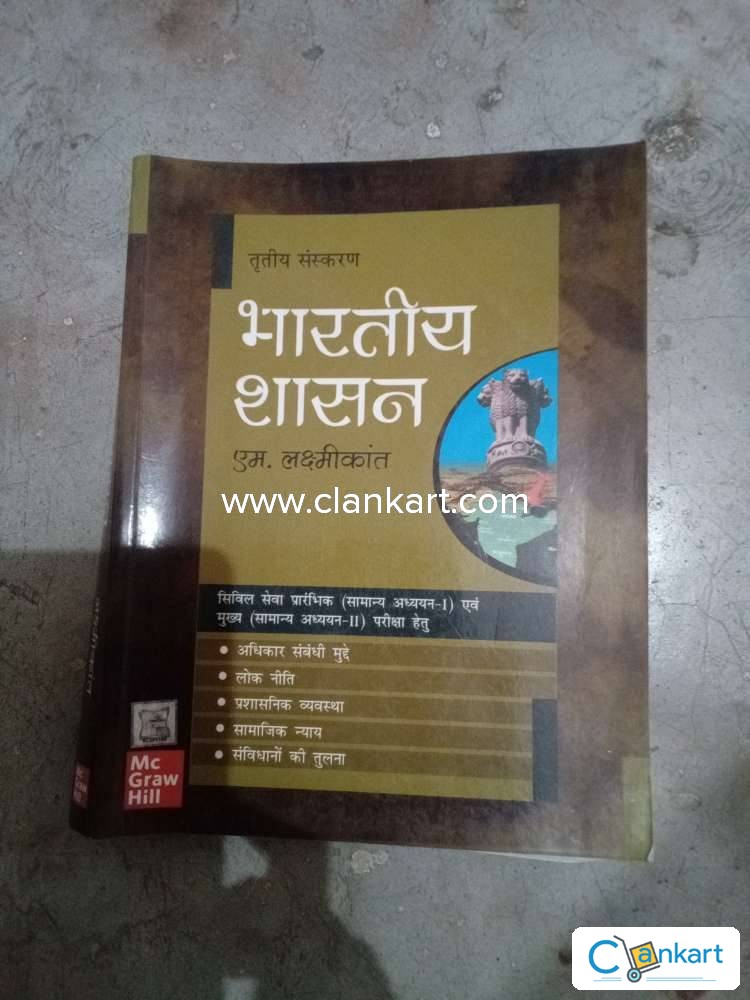 तृतीय संस्करण
भारतीय
शासन
एम. लक्ष्मीकांत
www.clankart.com
सिविल सेवा प्रारंभिक (सामान्य अध्ययन-I) एवं
मुख्य (सामान्य अध्ययन-II) परीक्षा हेतु
• अधिकार संबंधी मुद्दे
• लोक नीति
• प्रशासनिक व्यवस्था
• सामाजिक न्याय
• संविधानों की तुलना
Mc
Graw
Hill
Clankart